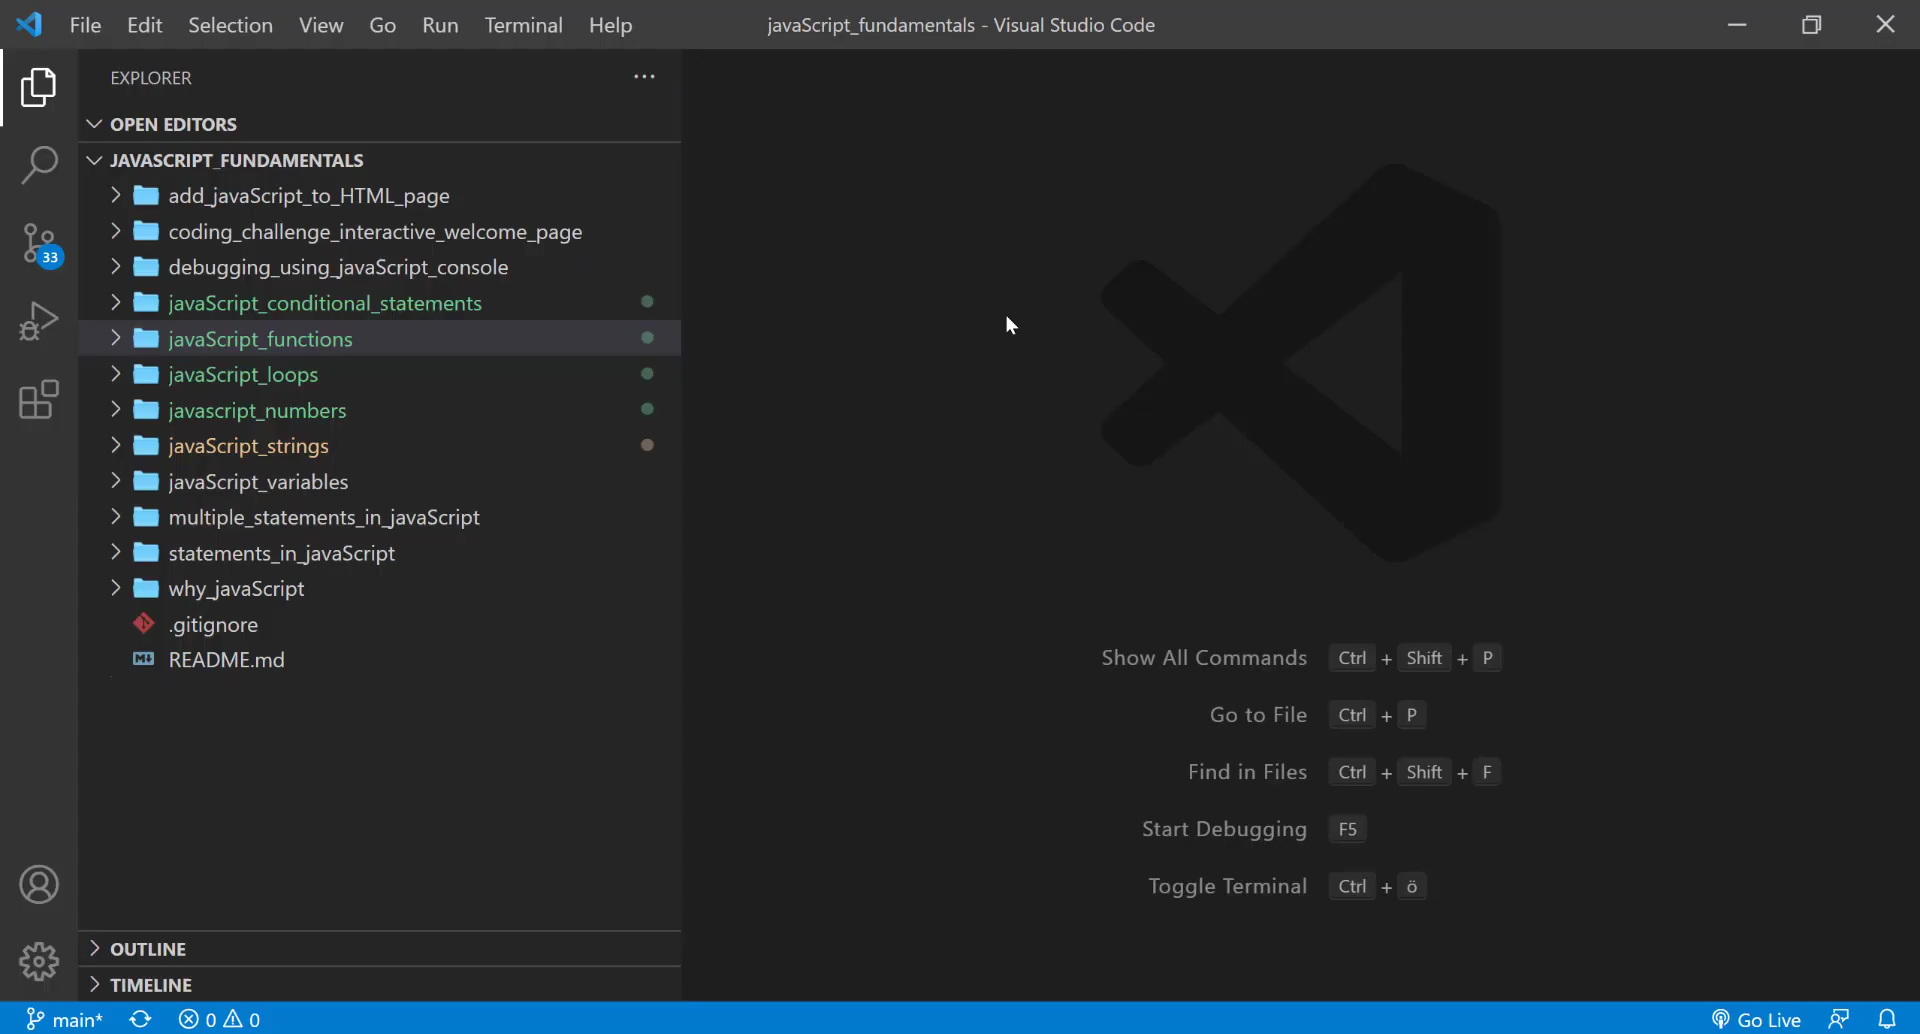 File Edit Selection View Go Run Terminal Help javaScript_fundamentals - Visual Studio Code
EXPLORER
OPEN EDITORS
JAVASCRIPT_FUNDAMENTALS
add_javaScript_to_HTML_page
coding_challenge_interactive_welcome_page
33
debugging_using_javaScript_console
javaScript_conditional_statements
javaScript_functions
javaScript_loops
javascript_numbers
javaScript_strings
javaScript_variables
multiple_statements_in_javaScript
statements_in_javaScript
why_javaScript
.gitignore
README.md
Show All Commands Ctrl + Shift + P
Go to File Ctrl + P
Find in Files Ctrl + Shift + F
Start Debugging F5
Toggle Terminal Ctrl + ö
OUTLINE
TIMELINE
main* 0 0 Go Live